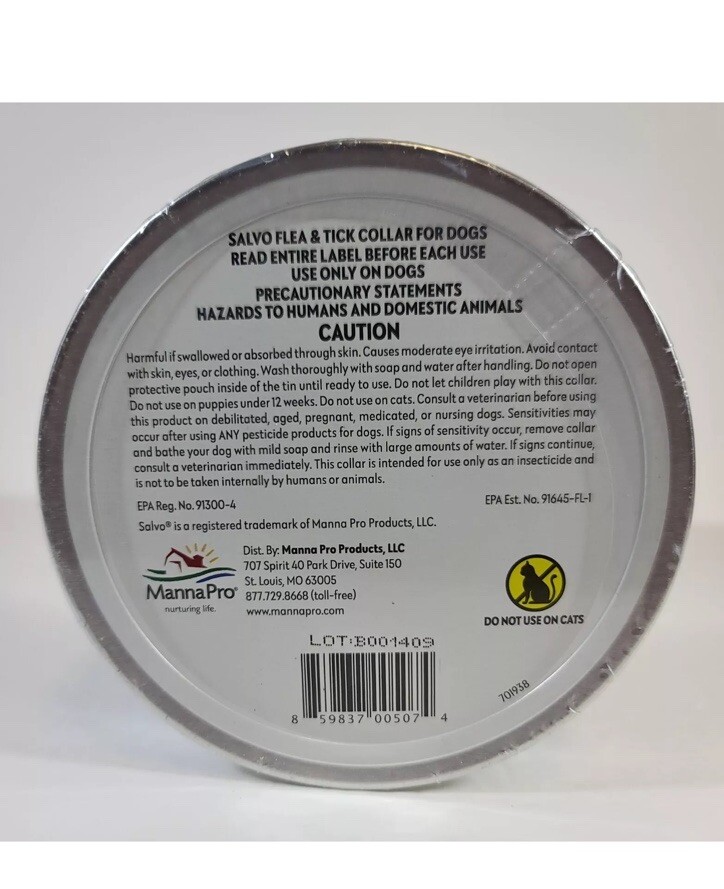 SALVO FLEA & TICK COLLAR FOR DOGS
READ ENTIRE LABEL BEFORE EACH USE
USE ONLY ON DOGS
PRECAUTIONARY STATEMENTS
HAZARDS TO HUMANS AND DOMESTIC ANIMALS
CAUTION
Harmful if swallowed or absorbed through skin. Causes moderate eye irritation. Avoid contact
with skin, eyes, or clothing. Wash thoroughly with soap and water after handling. Do not open
protective pouch inside of the tin until ready to use. Do not let children play with this collar.
Do not use on puppies under 12 weeks. Do not use on cats. Consult a veterinarian before using
this product on debilitated, aged, pregnant, medicated, or nursing dogs. Sensitivities may
occur after using ANY pesticide products for dogs. If signs of sensitivity occur, remove collar
and bathe your dog with mild soap and rinse with large amounts of water. If signs continue,
consult a veterinarian immediately. This collar is intended for use only as an insecticide and
is not to be taken internally by humans or animals.
EPA Reg. No. 91300-4
EPA Est. No. 91645-FL-1
Salvo® is a registered trademark of Manna Pro Products, LLC.
MannaPro®
nurturing life.
Dist. By: Manna Pro Products, LLC
707 Spirit 40 Park Drive, Suite 150
St. Louis, MO 63005
877.729.8668 (toll-free)
www.mannapro.com
DO NOT USE ON CATS
LOT:B001409
701938
8 59837 00507 4